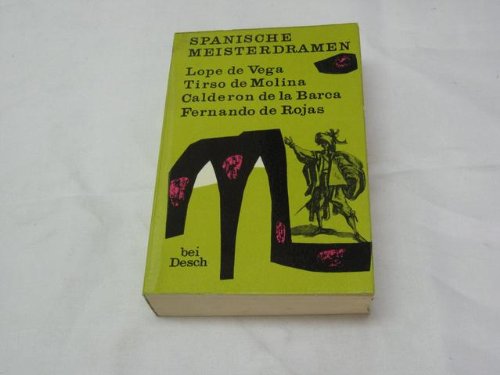 SPANISCHE
MEISTERDRAMEN
Lope de Vega
Tirso de Molina
Calderon de la Barca
Fernando de Rojas
bei
Desch